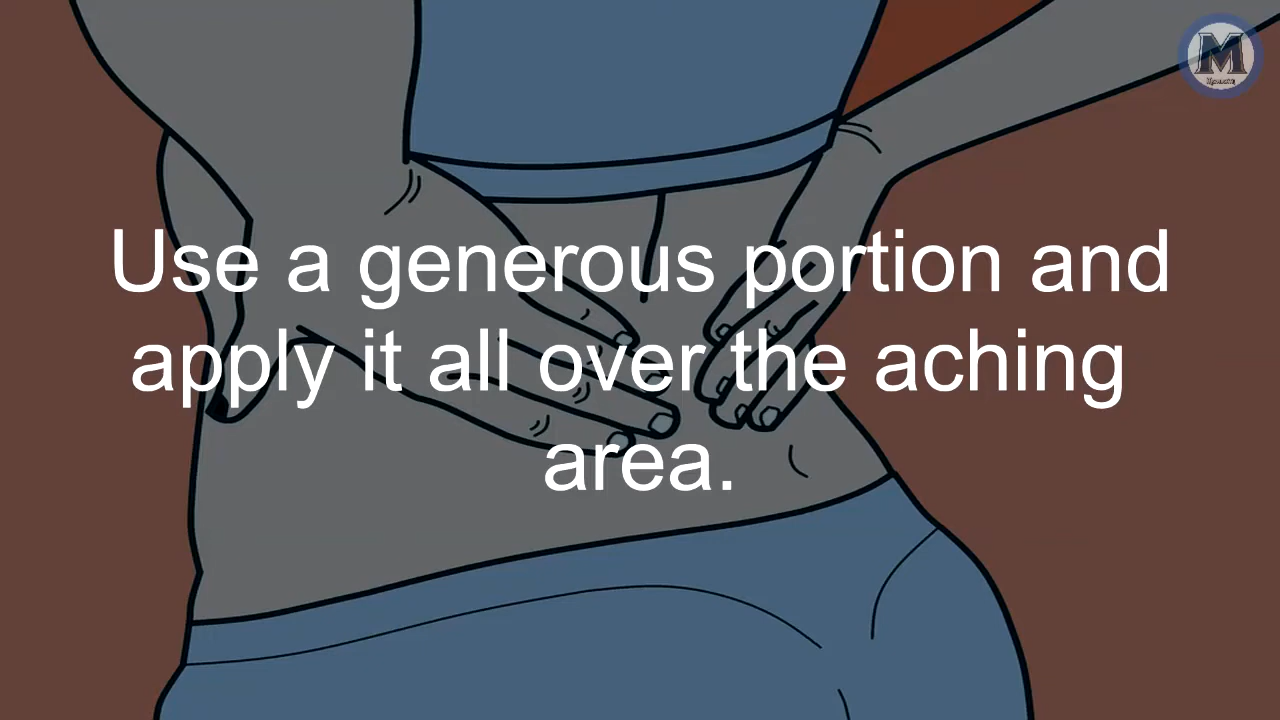 Use a generous portion and
apply it all over the aching
area.
M